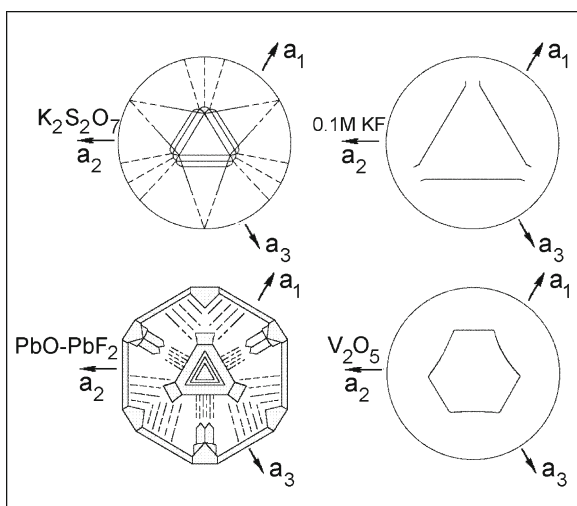 a₁
K₂S₂O₇
a₂
a₃
a₁
0.1M KF
a₂
a₃
a₁
PbO-PbF₂
a₂
a₃
a₁
V₂O₅
a₂
a₃